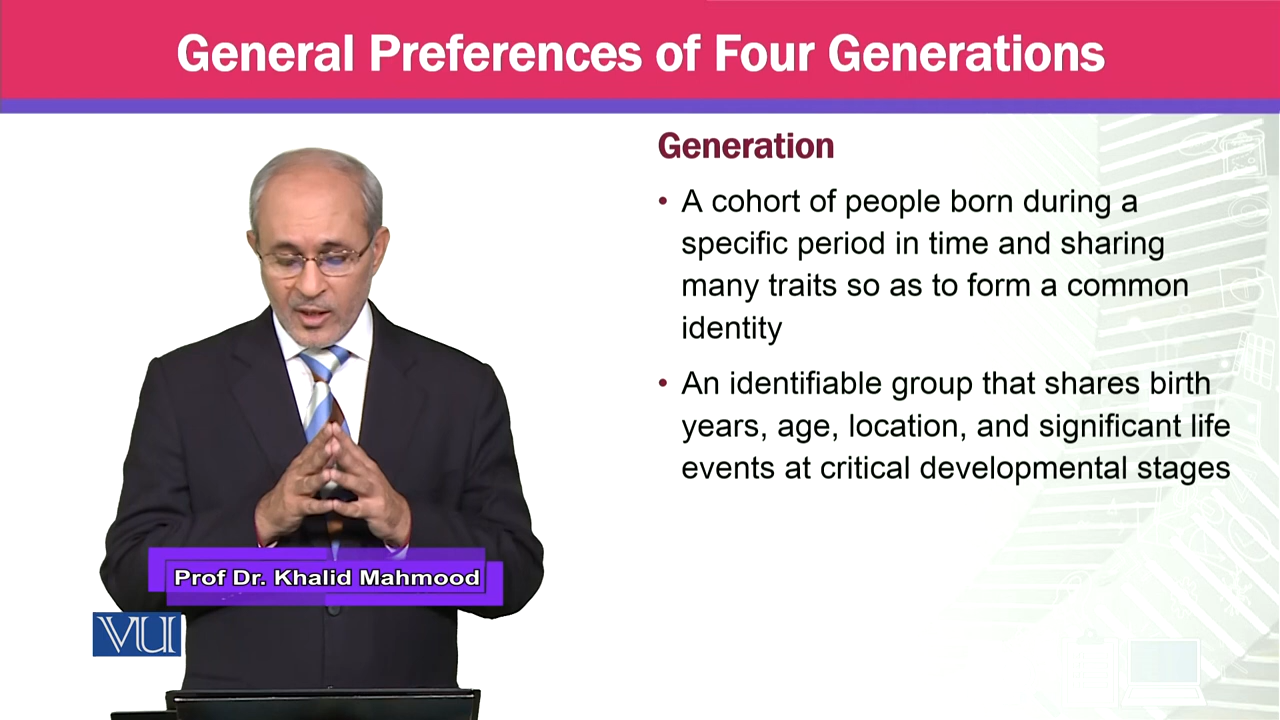 General Preferences of Four Generations
Generation
• A cohort of people born during a
specific period in time and sharing
many traits so as to form a common
identity
• An identifiable group that shares birth
years, age, location, and significant life
events at critical developmental stages
Prof Dr. Khalid Mahmood
VU